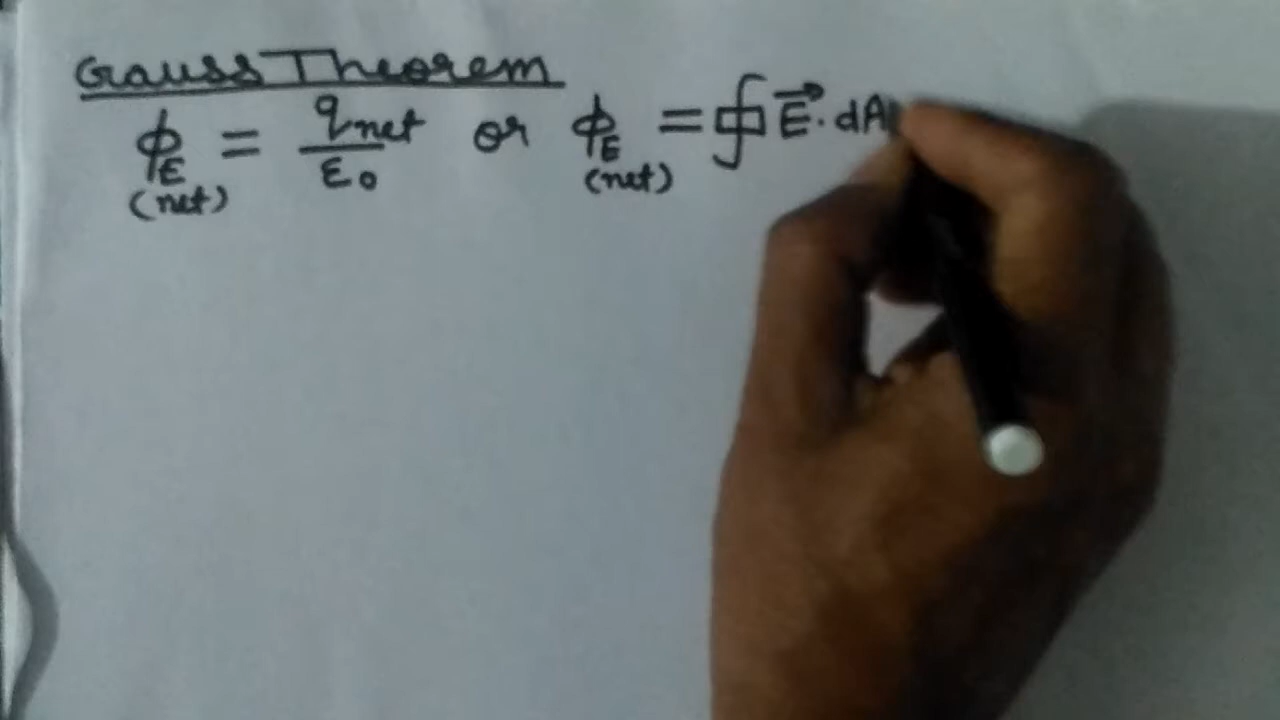 Gauss Theorem
ϕE (net) = qnet / ε0 or ϕE (net) = ∮ E⃗ . dA